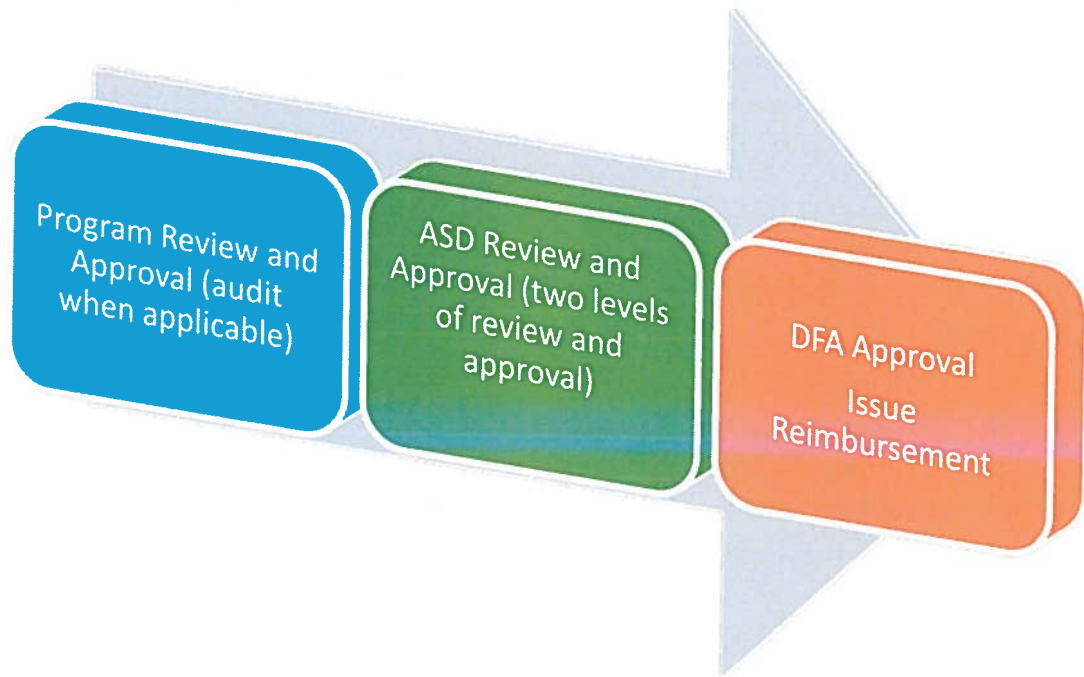 Program Review and
Approval (audit
when applicable)
ASD Review and
Approval (two levels
of review and
approval)
DFA Approval
Issue
Reimbursement